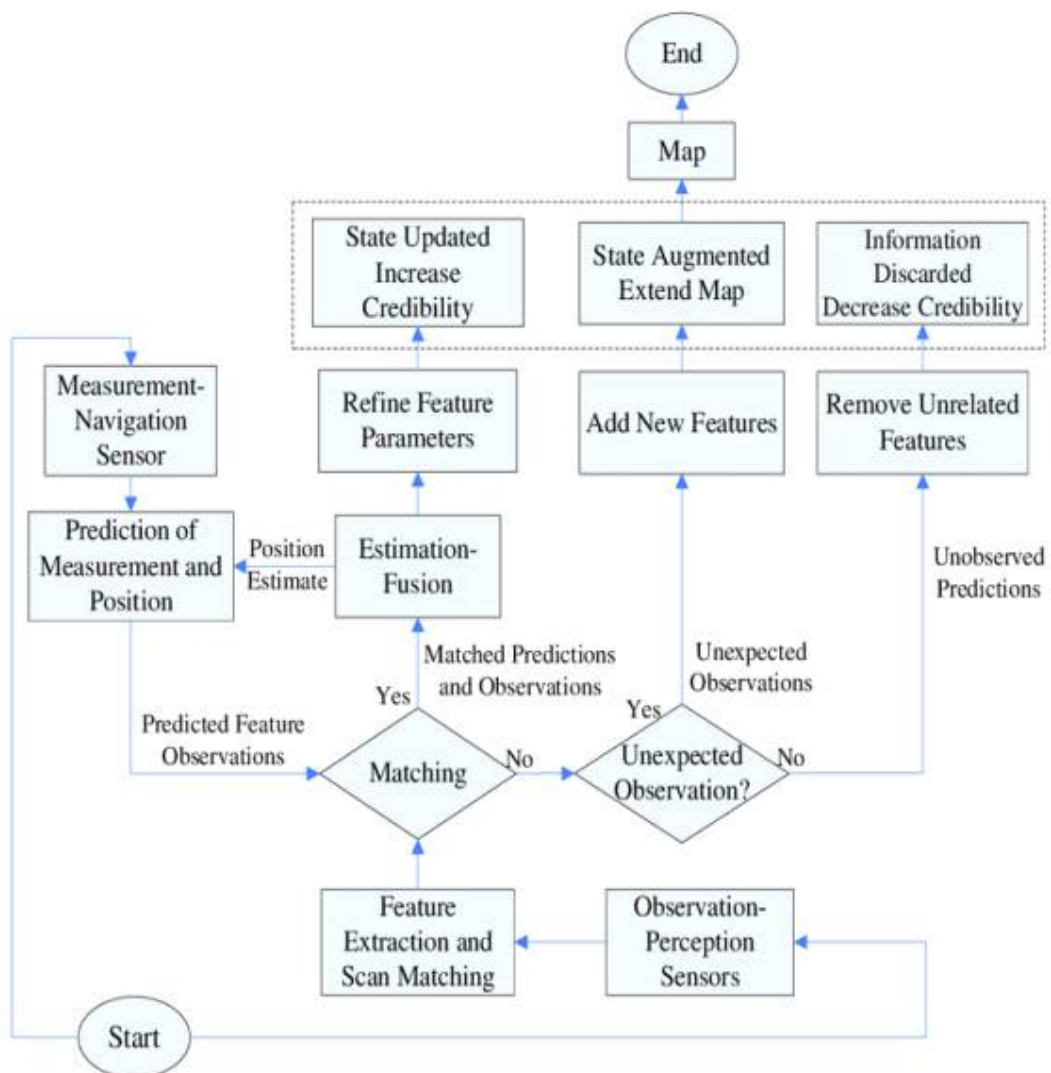 End
Map
State Updated
Increase
Credibility
State Augmented
Extend Map
Information
Discarded
Decrease Credibility
Measurement-
Navigation
Sensor
Refine Feature
Parameters
Add New Features
Remove Unrelated
Features
Prediction of
Measurement and
Position
Position
Estimate
Estimation-
Fusion
Unobserved
Predictions
Matched Predictions
and Observations
Unexpected
Observations
Yes
Yes
Predicted Feature
Observations
Matching
No
Unexpected
Observation?
No
Feature
Extraction and
Scan Matching
Observation-
Perception
Sensors
Start